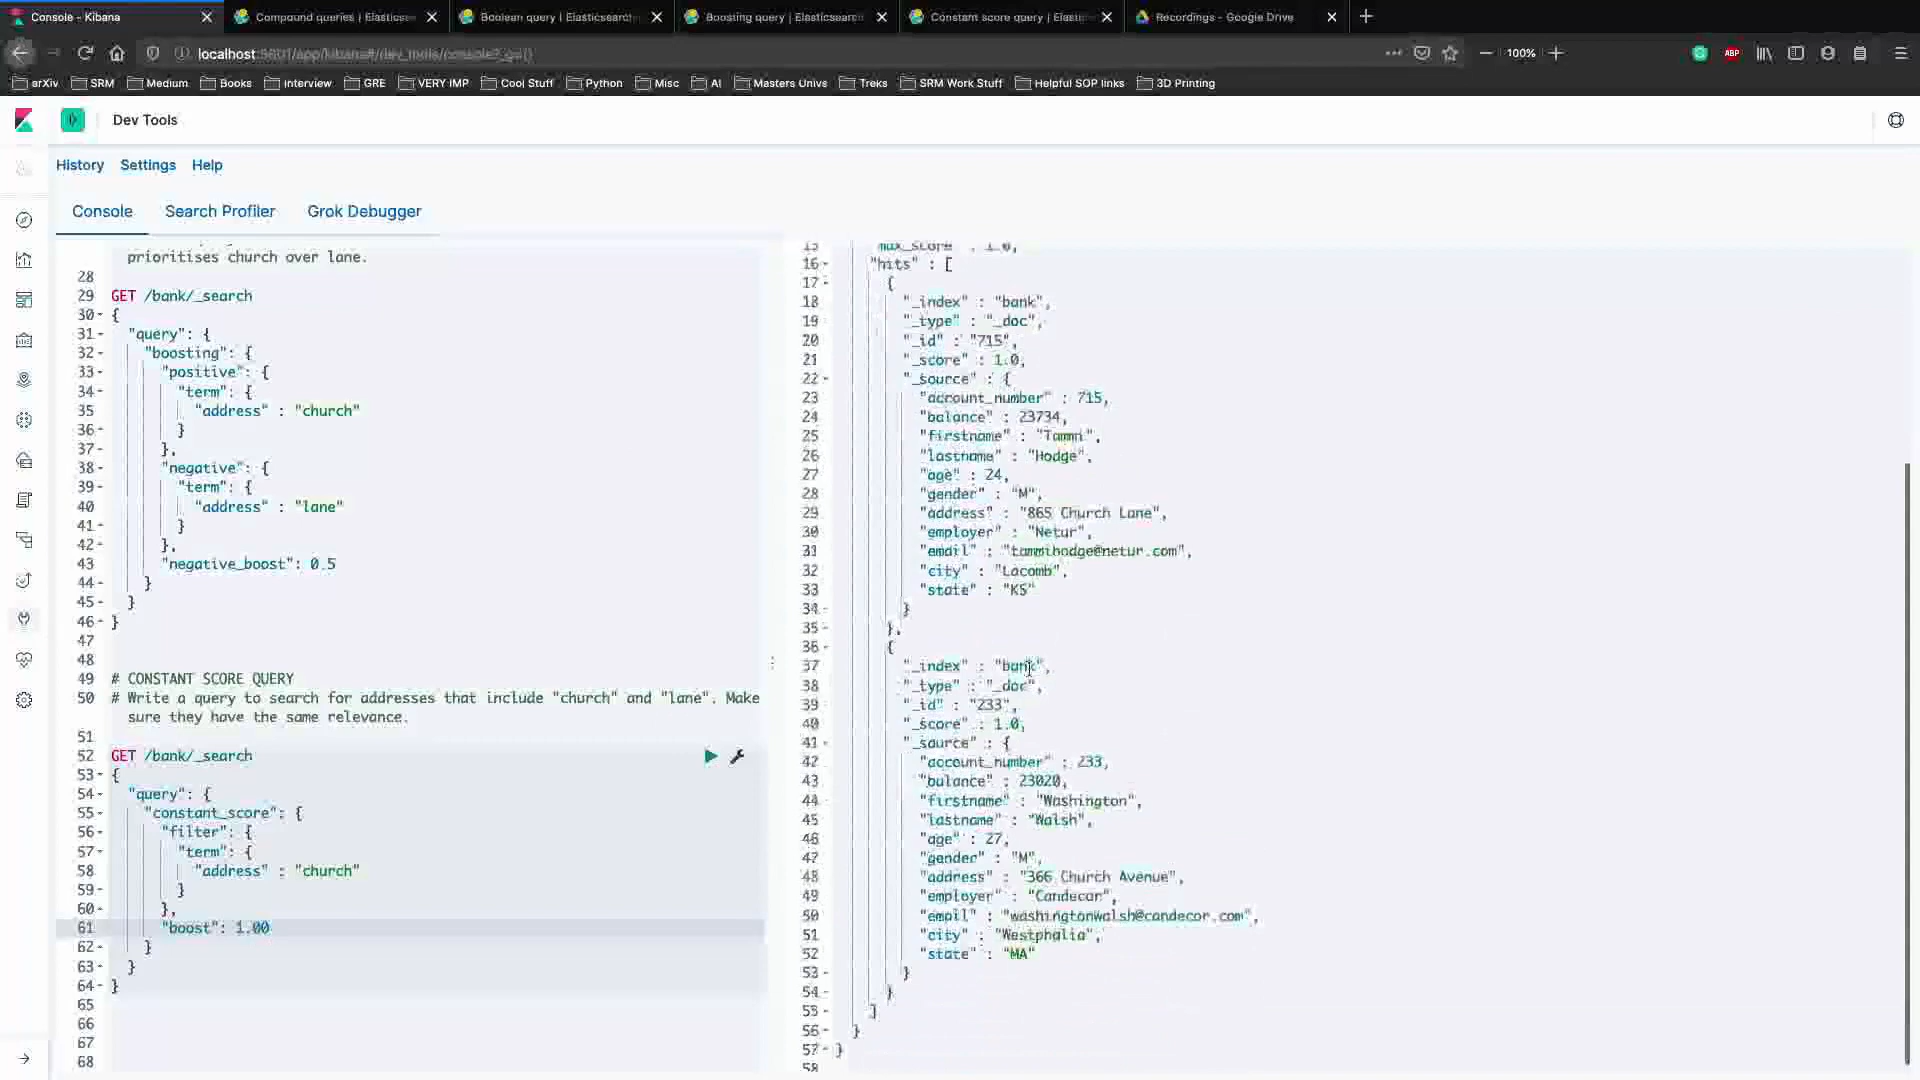 Console - Kibana
Compound queries | Elasticse
Boolean query | Elasticsearch
Boosting query | Elasticsearch
Constant score query | Elastic
Recordings - Google Drive
localhost:5601/app/kibana#/dev_tools/console?_g=()
100%
ABP
arXiv
SRM
Medium
Books
Interview
GRE
VERY IMP
Cool Stuff
Python
Misc
AI
Masters Univs
Treks
SRM Work Stuff
Helpful SOP links
3D Printing
Dev Tools
History
Settings
Help
Console
Search Profiler
Grok Debugger
prioritises church over lane.
28
29 GET /bank/_search
30 {
31 "query": {
32 "boosting": {
33 "positive": {
34 "term": {
35 "address" : "church"
36 }
37 },
38 "negative": {
39 "term": {
40 "address" : "lane"
41 }
42 },
43 "negative_boost": 0.5
44 }
45 }
46 }
47
48
49 # CONSTANT SCORE QUERY
50 # Write a query to search for addresses that include "church" and "lane". Make
sure they have the same relevance.
51
52 GET /bank/_search
53 {
54 "query": {
55 "constant_score": {
56 "filter": {
57 "term": {
58 "address" : "church"
59 }
60 },
61 "boost": 1.00
62 }
63 }
64 }
65
66
67
68
15 "max_score" : 1.0,
16 "hits" : [
17 {
18 "_index" : "bank",
19 "_type" : "_doc",
20 "_id" : "715",
21 "_score" : 1.0,
22 "_source" : {
23 "account_number" : 715,
24 "balance" : 23734,
25 "firstname" : "Tammi",
26 "lastname" : "Hodge",
27 "age" : 24,
28 "gender" : "M",
29 "address" : "865 Church Lane",
30 "employer" : "Netur",
31 "email" : "tammihodge@netur.com",
32 "city" : "Lacomb",
33 "state" : "KS"
34 }
35 },
36 {
37 "_index" : "bank",
38 "_type" : "_doc",
39 "_id" : "233",
40 "_score" : 1.0,
41 "_source" : {
42 "account_number" : 233,
43 "balance" : 23020,
44 "firstname" : "Washington",
45 "lastname" : "Walsh",
46 "age" : 27,
47 "gender" : "M",
48 "address" : "366 Church Avenue",
49 "employer" : "Candecor",
50 "email" : "washingtonwalsh@candecor.com",
51 "city" : "Westphalia",
52 "state" : "MA"
53 }
54 }
55 ]
56 }
57 }
58